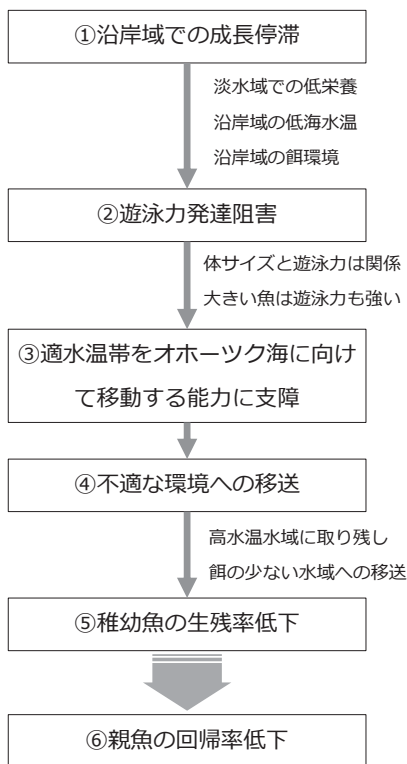 ①沿岸域での成長停滞
淡水域での低栄養
沿岸域の低海水温
沿岸域の餌環境
②遊泳力発達阻害
体サイズと遊泳力は関係
大きい魚は遊泳力も強い
③適水温帯をオホーツク海に向け
て移動する能力に支障
④不適な環境への移送
高水温水域に取り残し
餌の少ない水域への移送
⑤稚幼魚の生残率低下
⑥親魚の回帰率低下